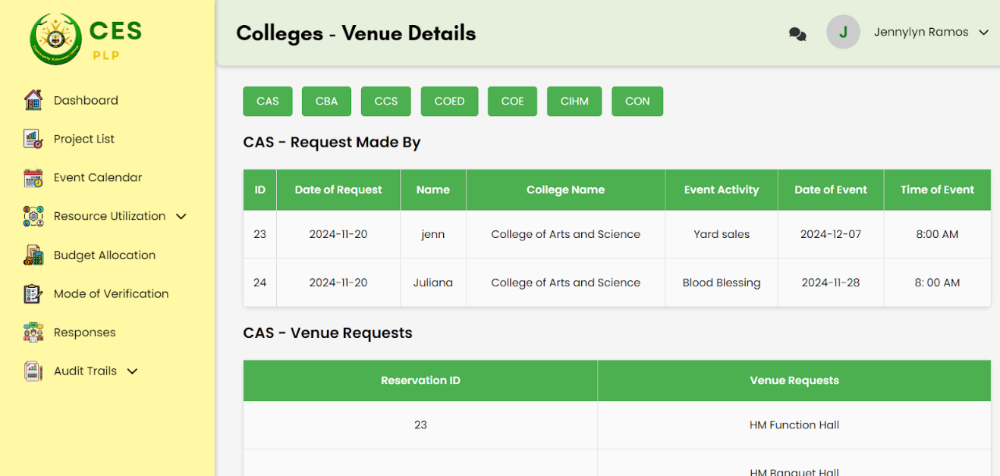 CES
PLP
Community Extension Office
Dashboard
Project List
Event Calendar
Resource Utilization
Budget Allocation
Mode of Verification
Responses
Audit Trails
Colleges - Venue Details
J Jennylyn Ramos
CAS CBA CCS COED COE CIHM CON
CAS - Request Made By
ID Date of Request Name College Name Event Activity Date of Event Time of Event
23 2024-11-20 jenn College of Arts and Science Yard sales 2024-12-07 8:00 AM
24 2024-11-20 Juliana College of Arts and Science Blood Blessing 2024-11-28 8: 00 AM
CAS - Venue Requests
Reservation ID Venue Requests
23 HM Function Hall
HM Banquet Hall